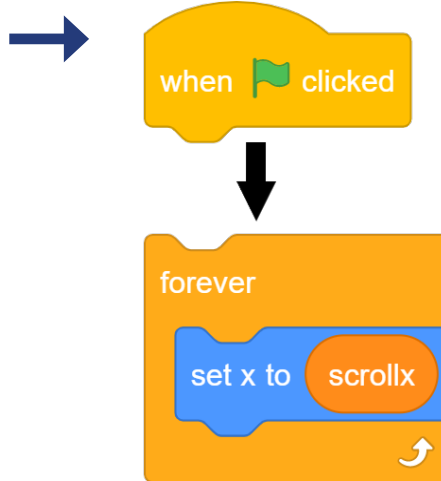 when clicked
forever
set x to scrollx